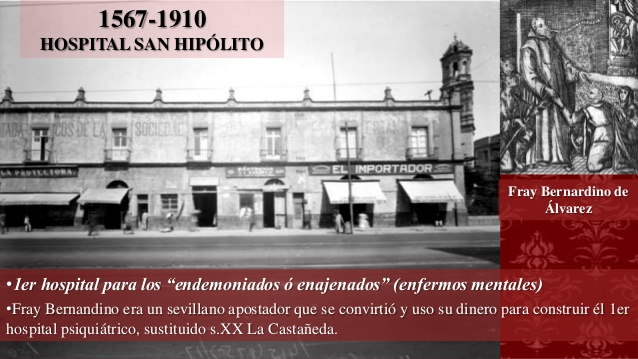 1567-1910
HOSPITAL SAN HIPÓLITO
LA PROTECTORA
EL IMPORTADOR
Fray Bernardino de
Álvarez
•1er hospital para los “endemoniados ó enajenados” (enfermos mentales)
•Fray Bernandino era un sevillano apostador que se convirtió y uso su dinero para construir él 1er
hospital psiquiátrico, sustituido s.XX La Castañeda.